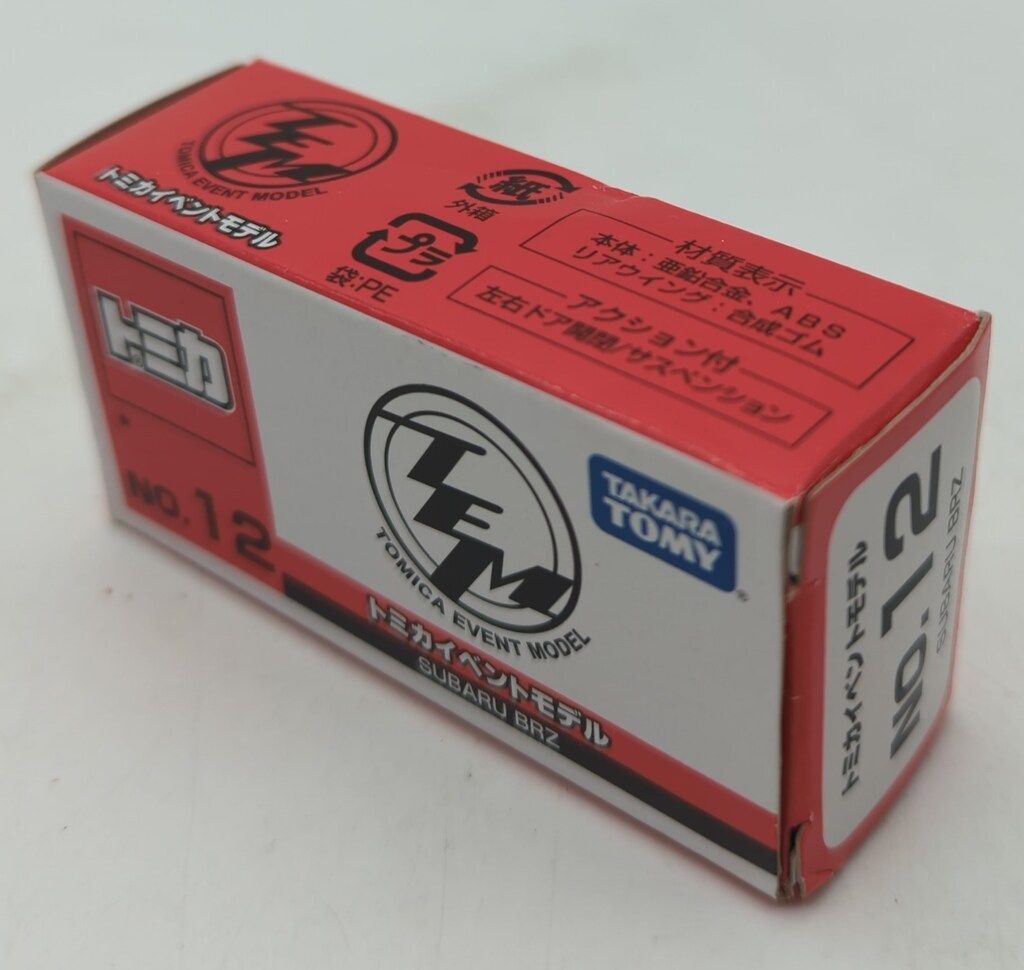 TEM
TOMICA EVENT MODEL
トミカイベントモデル
紙
外箱
プラ
袋:PE
材質表示
本体:亜鉛合金、ABS
リアウイング:合成ゴム
アクション付
左右ドア開閉/サスペンション
トミカ
NO.12
TEM
TOMICA EVENT MODEL
TAKARA
TOMY
トミカイベントモデル
SUBARU BRZ
トミカイベントモデル
NO.12
SUBARU BRZ